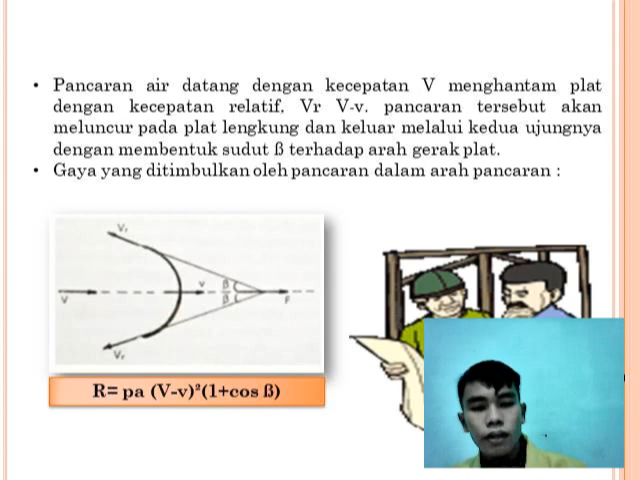 • Pancaran air datang dengan kecepatan V menghantam plat
dengan kecepatan relatif, Vr V-v. pancaran tersebut akan
meluncur pada plat lengkung dan keluar melalui kedua ujungnya
dengan membentuk sudut ß terhadap arah gerak plat.
• Gaya yang ditimbulkan oleh pancaran dalam arah pancaran :
Vr
V
v
β
β
Vr
R= pa (V-v)²(1+cos ß)